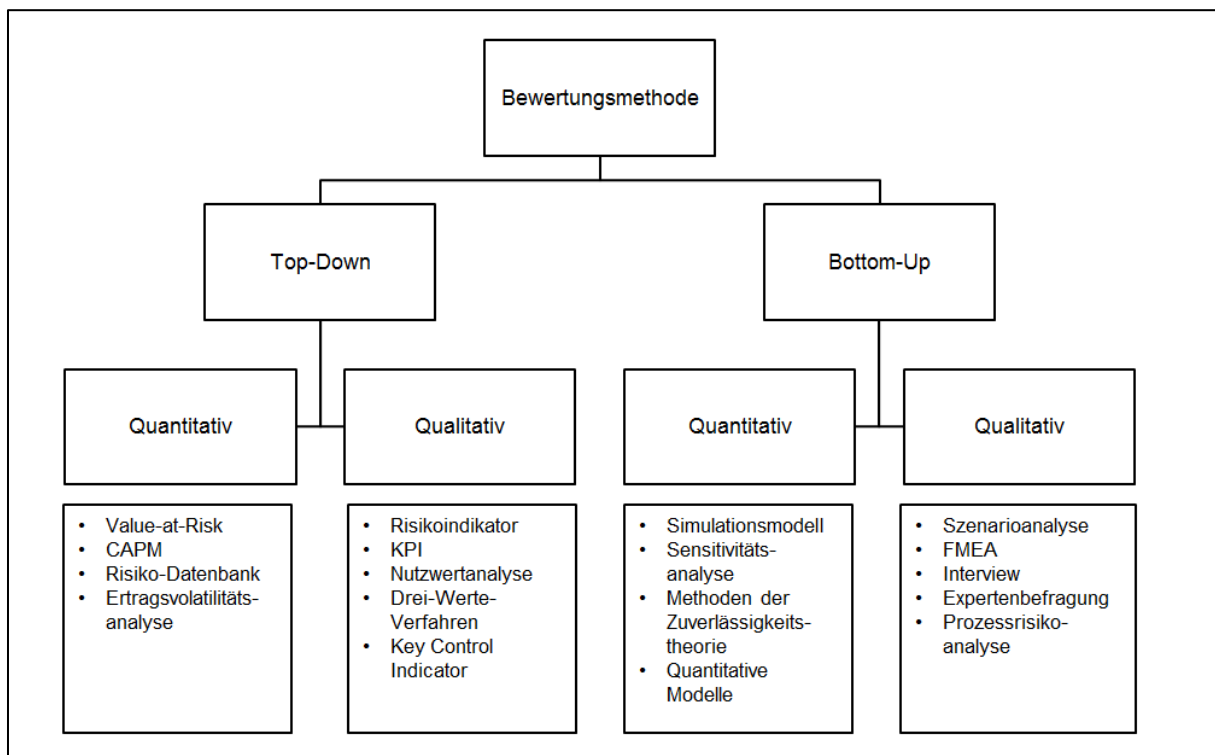 Bewertungsmethode
Top-Down
Bottom-Up
Quantitativ
Qualitativ
Quantitativ
Qualitativ
• Value-at-Risk
• CAPM
• Risiko-Datenbank
• Ertragsvolatilitäts-
analyse
• Risikoindikator
• KPI
• Nutzwertanalyse
• Drei-Werte-
Verfahren
• Key Control
Indicator
• Simulationsmodell
• Sensitivitäts-
analyse
• Methoden der
Zuverlässigkeits-
theorie
• Quantitative
Modelle
• Szenarioanalyse
• FMEA
• Interview
• Expertenbefragung
• Prozessrisiko-
analyse